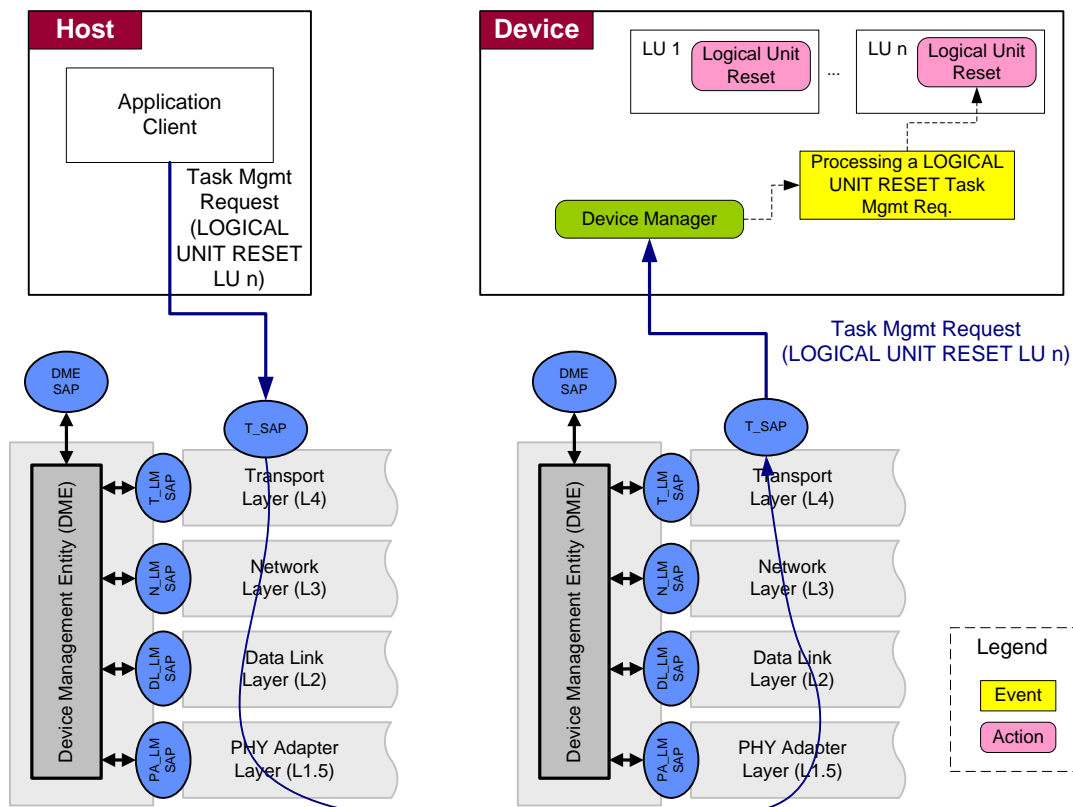 Host
Application
Client
Task Mgmt
Request
(LOGICAL
UNIT RESET
LU n)
Device
LU 1
Logical Unit
Reset
...
LU n
Logical Unit
Reset
Processing a LOGICAL
UNIT RESET Task
Mgmt Req.
Device Manager
Task Mgmt Request
(LOGICAL UNIT RESET LU n)
DME
SAP
T_SAP
Device Management Entity (DME)
T_LM
SAP
Transport
Layer (L4)
N_LM
SAP
Network
Layer (L3)
DL_LM
SAP
Data Link
Layer (L2)
PA_LM
SAP
PHY Adapter
Layer (L1.5)
DME
SAP
T_SAP
Device Management Entity (DME)
T_LM
SAP
Transport
Layer (L4)
N_LM
SAP
Network
Layer (L3)
DL_LM
SAP
Data Link
Layer (L2)
PA_LM
SAP
PHY Adapter
Layer (L1.5)
Legend
Event
Action